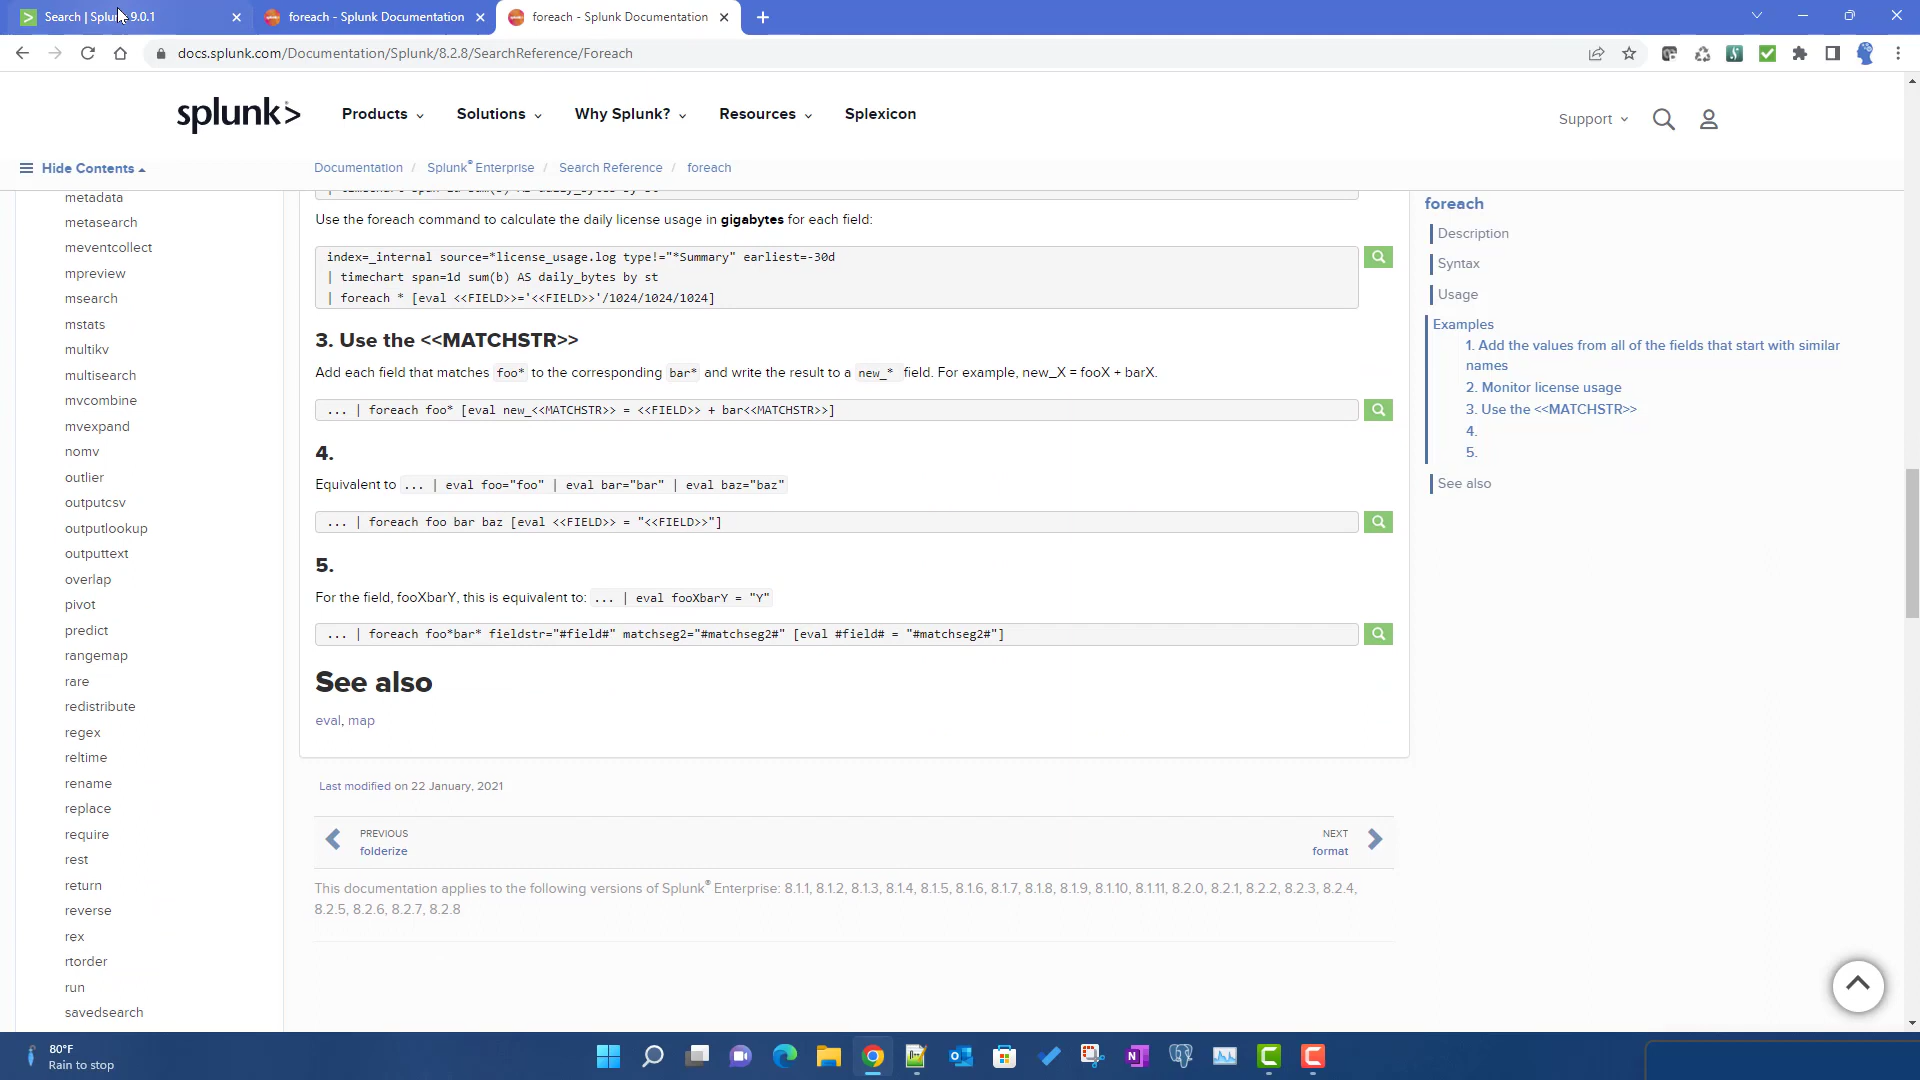 Search | Splunk 9.0.1
foreach - Splunk Documentation
foreach - Splunk Documentation
docs.splunk.com/Documentation/Splunk/8.2.8/SearchReference/Foreach
splunk>
Products
Solutions
Why Splunk?
Resources
Splexicon
Support
Hide Contents
Documentation / Splunk® Enterprise / Search Reference / foreach
metadata
metasearch
meventcollect
mpreview
msearch
mstats
multikv
multisearch
mvcombine
mvexpand
nomv
outlier
outputcsv
outputlookup
outputtext
overlap
pivot
predict
rangemap
rare
redistribute
regex
reltime
rename
replace
require
rest
return
reverse
rex
rtorder
run
savedsearch
| timechart span=1d sum(b) AS daily_bytes by st
Use the foreach command to calculate the daily license usage in gigabytes for each field:
index=_internal source=*license_usage.log type!="*Summary" earliest=-30d
| timechart span=1d sum(b) AS daily_bytes by st
| foreach * [eval <<FIELD>>='<<FIELD>>'/1024/1024/1024]
3. Use the <<MATCHSTR>>
Add each field that matches foo* to the corresponding bar* and write the result to a new_* field. For example, new_X = fooX + barX.
... | foreach foo* [eval new_<<MATCHSTR>> = <<FIELD>> + bar<<MATCHSTR>>]
4.
Equivalent to ... | eval foo="foo" | eval bar="bar" | eval baz="baz"
... | foreach foo bar baz [eval <<FIELD>> = "<<FIELD>>"]
5.
For the field, fooXbarY, this is equivalent to: ... | eval fooXbarY = "Y"
... | foreach foo*bar* fieldstr="#field#" matchseg2="#matchseg2#" [eval #field# = "#matchseg2#"]
See also
eval, map
Last modified on 22 January, 2021
PREVIOUS
folderize
NEXT
format
This documentation applies to the following versions of Splunk® Enterprise: 8.1.1, 8.1.2, 8.1.3, 8.1.4, 8.1.5, 8.1.6, 8.1.7, 8.1.8, 8.1.9, 8.1.10, 8.1.11, 8.2.0, 8.2.1, 8.2.2, 8.2.3, 8.2.4,
8.2.5, 8.2.6, 8.2.7, 8.2.8
foreach
Description
Syntax
Usage
Examples
1. Add the values from all of the fields that start with similar
names
2. Monitor license usage
3. Use the <<MATCHSTR>>
4.
5.
See also
80°F
Rain to stop